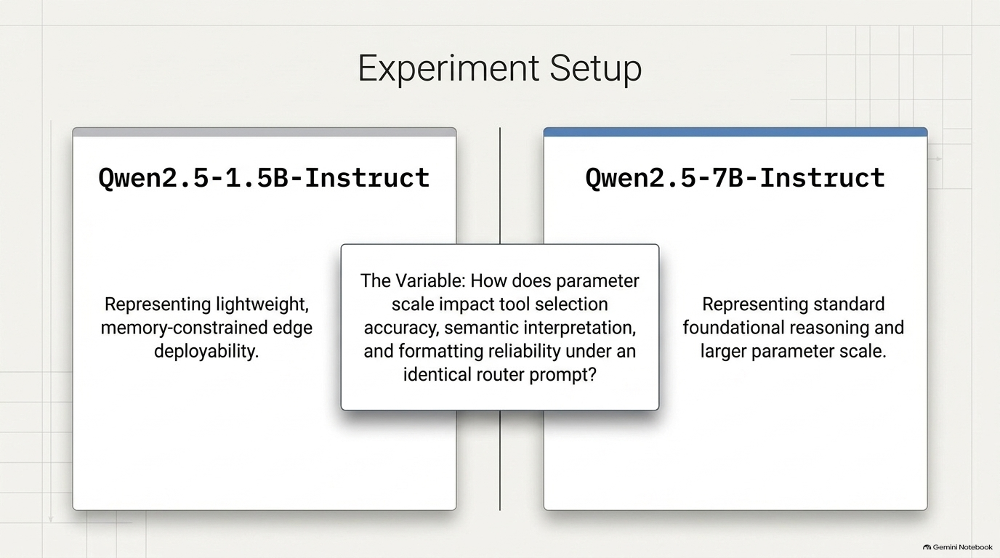 Experiment Setup
Qwen2.5-1.5B-Instruct
Representing lightweight,
memory-constrained edge
deployability.
The Variable: How does parameter
scale impact tool selection
accuracy, semantic interpretation,
and formatting reliability under an
identical router prompt?
Qwen2.5-7B-Instruct
Representing standard
foundational reasoning and
larger parameter scale.
Gemini Notebook